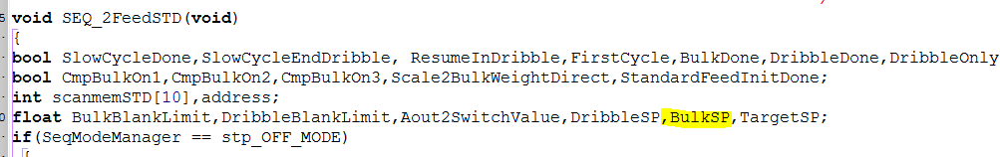 void SEQ_2FeedSTD(void)
{
bool SlowCycleDone,SlowCycleEndDribble, ResumeInDribble,FirstCycle,BulkDone,DribbleDone,DribbleOnly
bool CmpBulkOn1,CmpBulkOn2,CmpBulkOn3,Scale2BulkWeightDirect,StandardFeedInitDone;
int scanmemSTD[10],address;
float BulkBlankLimit,DribbleBlankLimit,Aout2SwitchValue,DribbleSP,BulkSP,TargetSP;
if(SeqModeManager == stp_OFF_MODE)
{